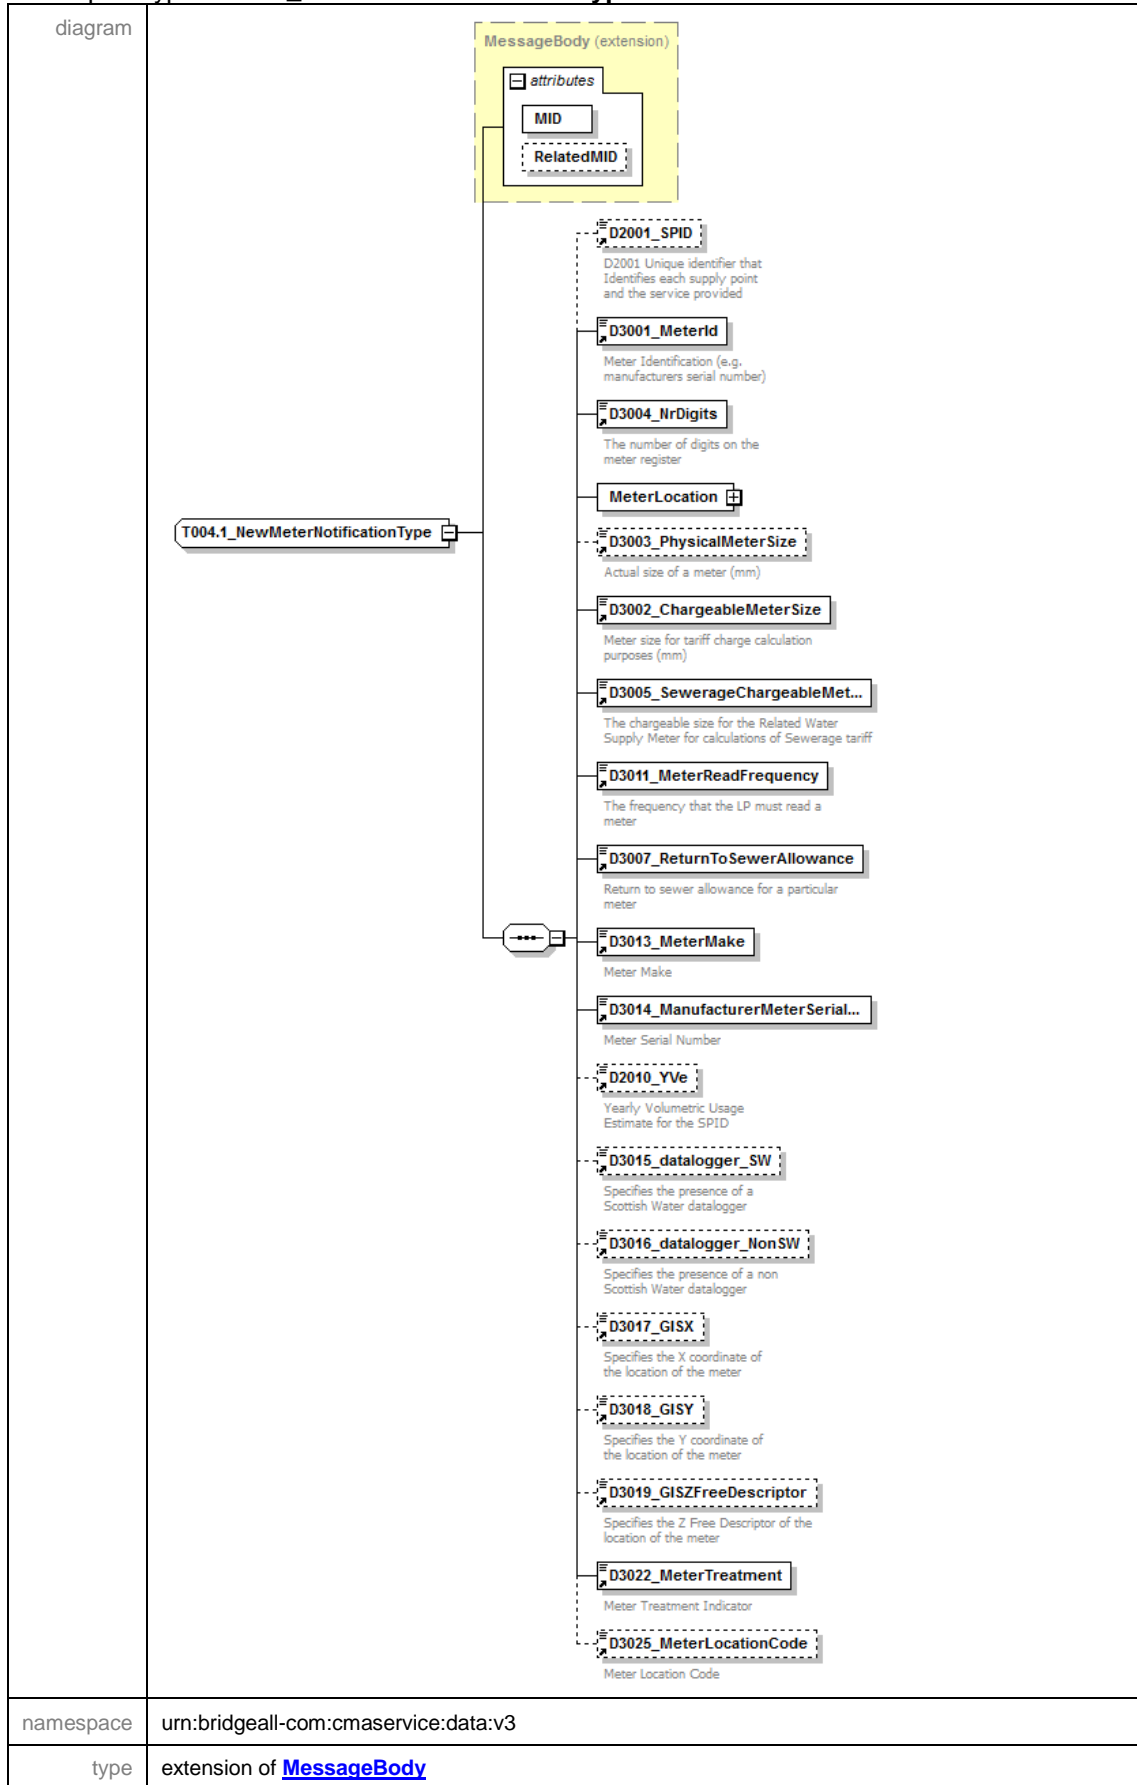 diagram
MessageBody (extension)
attributes
MID
RelatedMID
D2001_SPID
D2001 Unique identifier that
Identifies each supply point
and the service provided
D3001_MeterId
Meter Identification (e.g.
manufacturers serial number)
D3004_NrDigits
The number of digits on the
meter register
MeterLocation
T004.1_NewMeterNotificationType
D3003_PhysicalMeterSize
Actual size of a meter (mm)
D3002_ChargeableMeterSize
Meter size for tariff charge calculation
purposes (mm)
D3005_SewerageChargeableMet...
The chargeable size for the Related Water
Supply Meter for calculations of Sewerage tariff
D3011_MeterReadFrequency
The frequency that the LP must read a
meter
D3007_ReturnToSewerAllowance
Return to sewer allowance for a particular
meter
D3013_MeterMake
Meter Make
D3014_ManufacturerMeterSerial...
Meter Serial Number
D2010_YVe
Yearly Volumetric Usage
Estimate for the SPID
D3015_datalogger_SW
Specifies the presence of a
Scottish Water datalogger
D3016_datalogger_NonSW
Specifies the presence of a non
Scottish Water datalogger
D3017_GISX
Specifies the X coordinate of
the location of the meter
D3018_GISY
Specifies the Y coordinate of
the location of the meter
D3019_GISZFreeDescriptor
Specifies the Z Free Descriptor of the
location of the meter
D3022_MeterTreatment
Meter Treatment Indicator
D3025_MeterLocationCode
Meter Location Code
namespace urn:bridgeall-com:cmaservice:data:v3
type extension of MessageBody